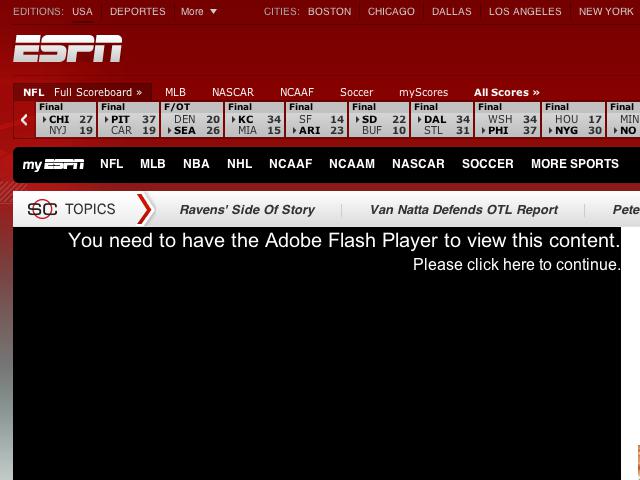 EDITIONS: USA DEPORTES More CITIES: BOSTON CHICAGO DALLAS LOS ANGELES NEW YORK
ESPN
NFL Full Scoreboard » MLB NASCAR NCAAF Soccer myScores All Scores »
Final Final F/OT Final Final Final Final Final Final Final
CHI 27 PIT 37 DEN 20 KC 34 SF 14 SD 22 DAL 34 WSH 34 HOU 17 MIN
NYJ 19 CAR 19 SEA 26 MIA 15 ARI 23 BUF 10 STL 31 PHI 37 NYG 30 NO
my ESPN NFL MLB NBA NHL NCAAF NCAAM NASCAR SOCCER MORE SPORTS
SC TOPICS Ravens' Side Of Story Van Natta Defends OTL Report Pete
You need to have the Adobe Flash Player to view this content.
Please click here to continue.